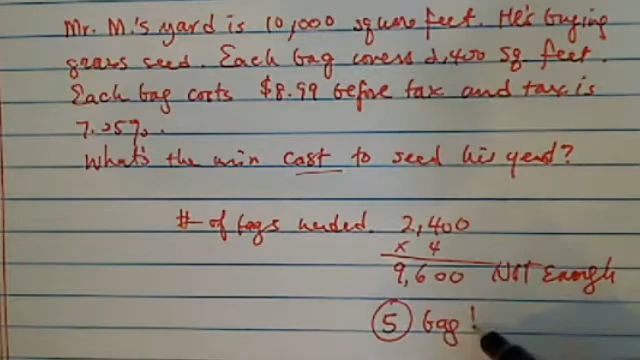 Mr. M.'s yard is 10,000 square feet. He's buying
grass seed. Each bag covers 2,400 sq feet.
Each bag costs $8.99 before tax and tax is
7.25%.
What's the min cost to seed his yard?
# of bags needed. 2,400
x 4
9,600 NOT Enough
5 bag!